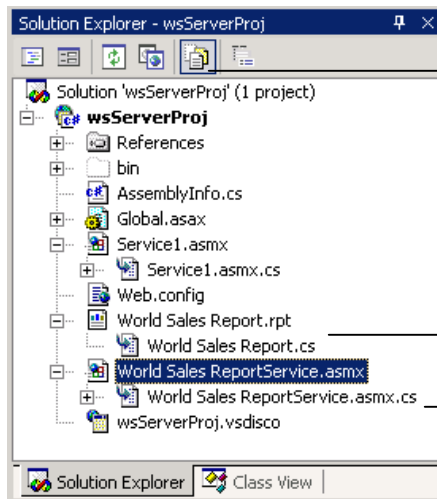 Solution Explorer - wsServerProj
Solution 'wsServerProj' (1 project)
wsServerProj
References
bin
AssemblyInfo.cs
Global.asax
Service1.asmx
Service1.asmx.cs
Web.config
World Sales Report.rpt
World Sales Report.cs
World Sales ReportService.asmx
World Sales ReportService.asmx.cs
wsServerProj.vsdisco
Solution Explorer Class View